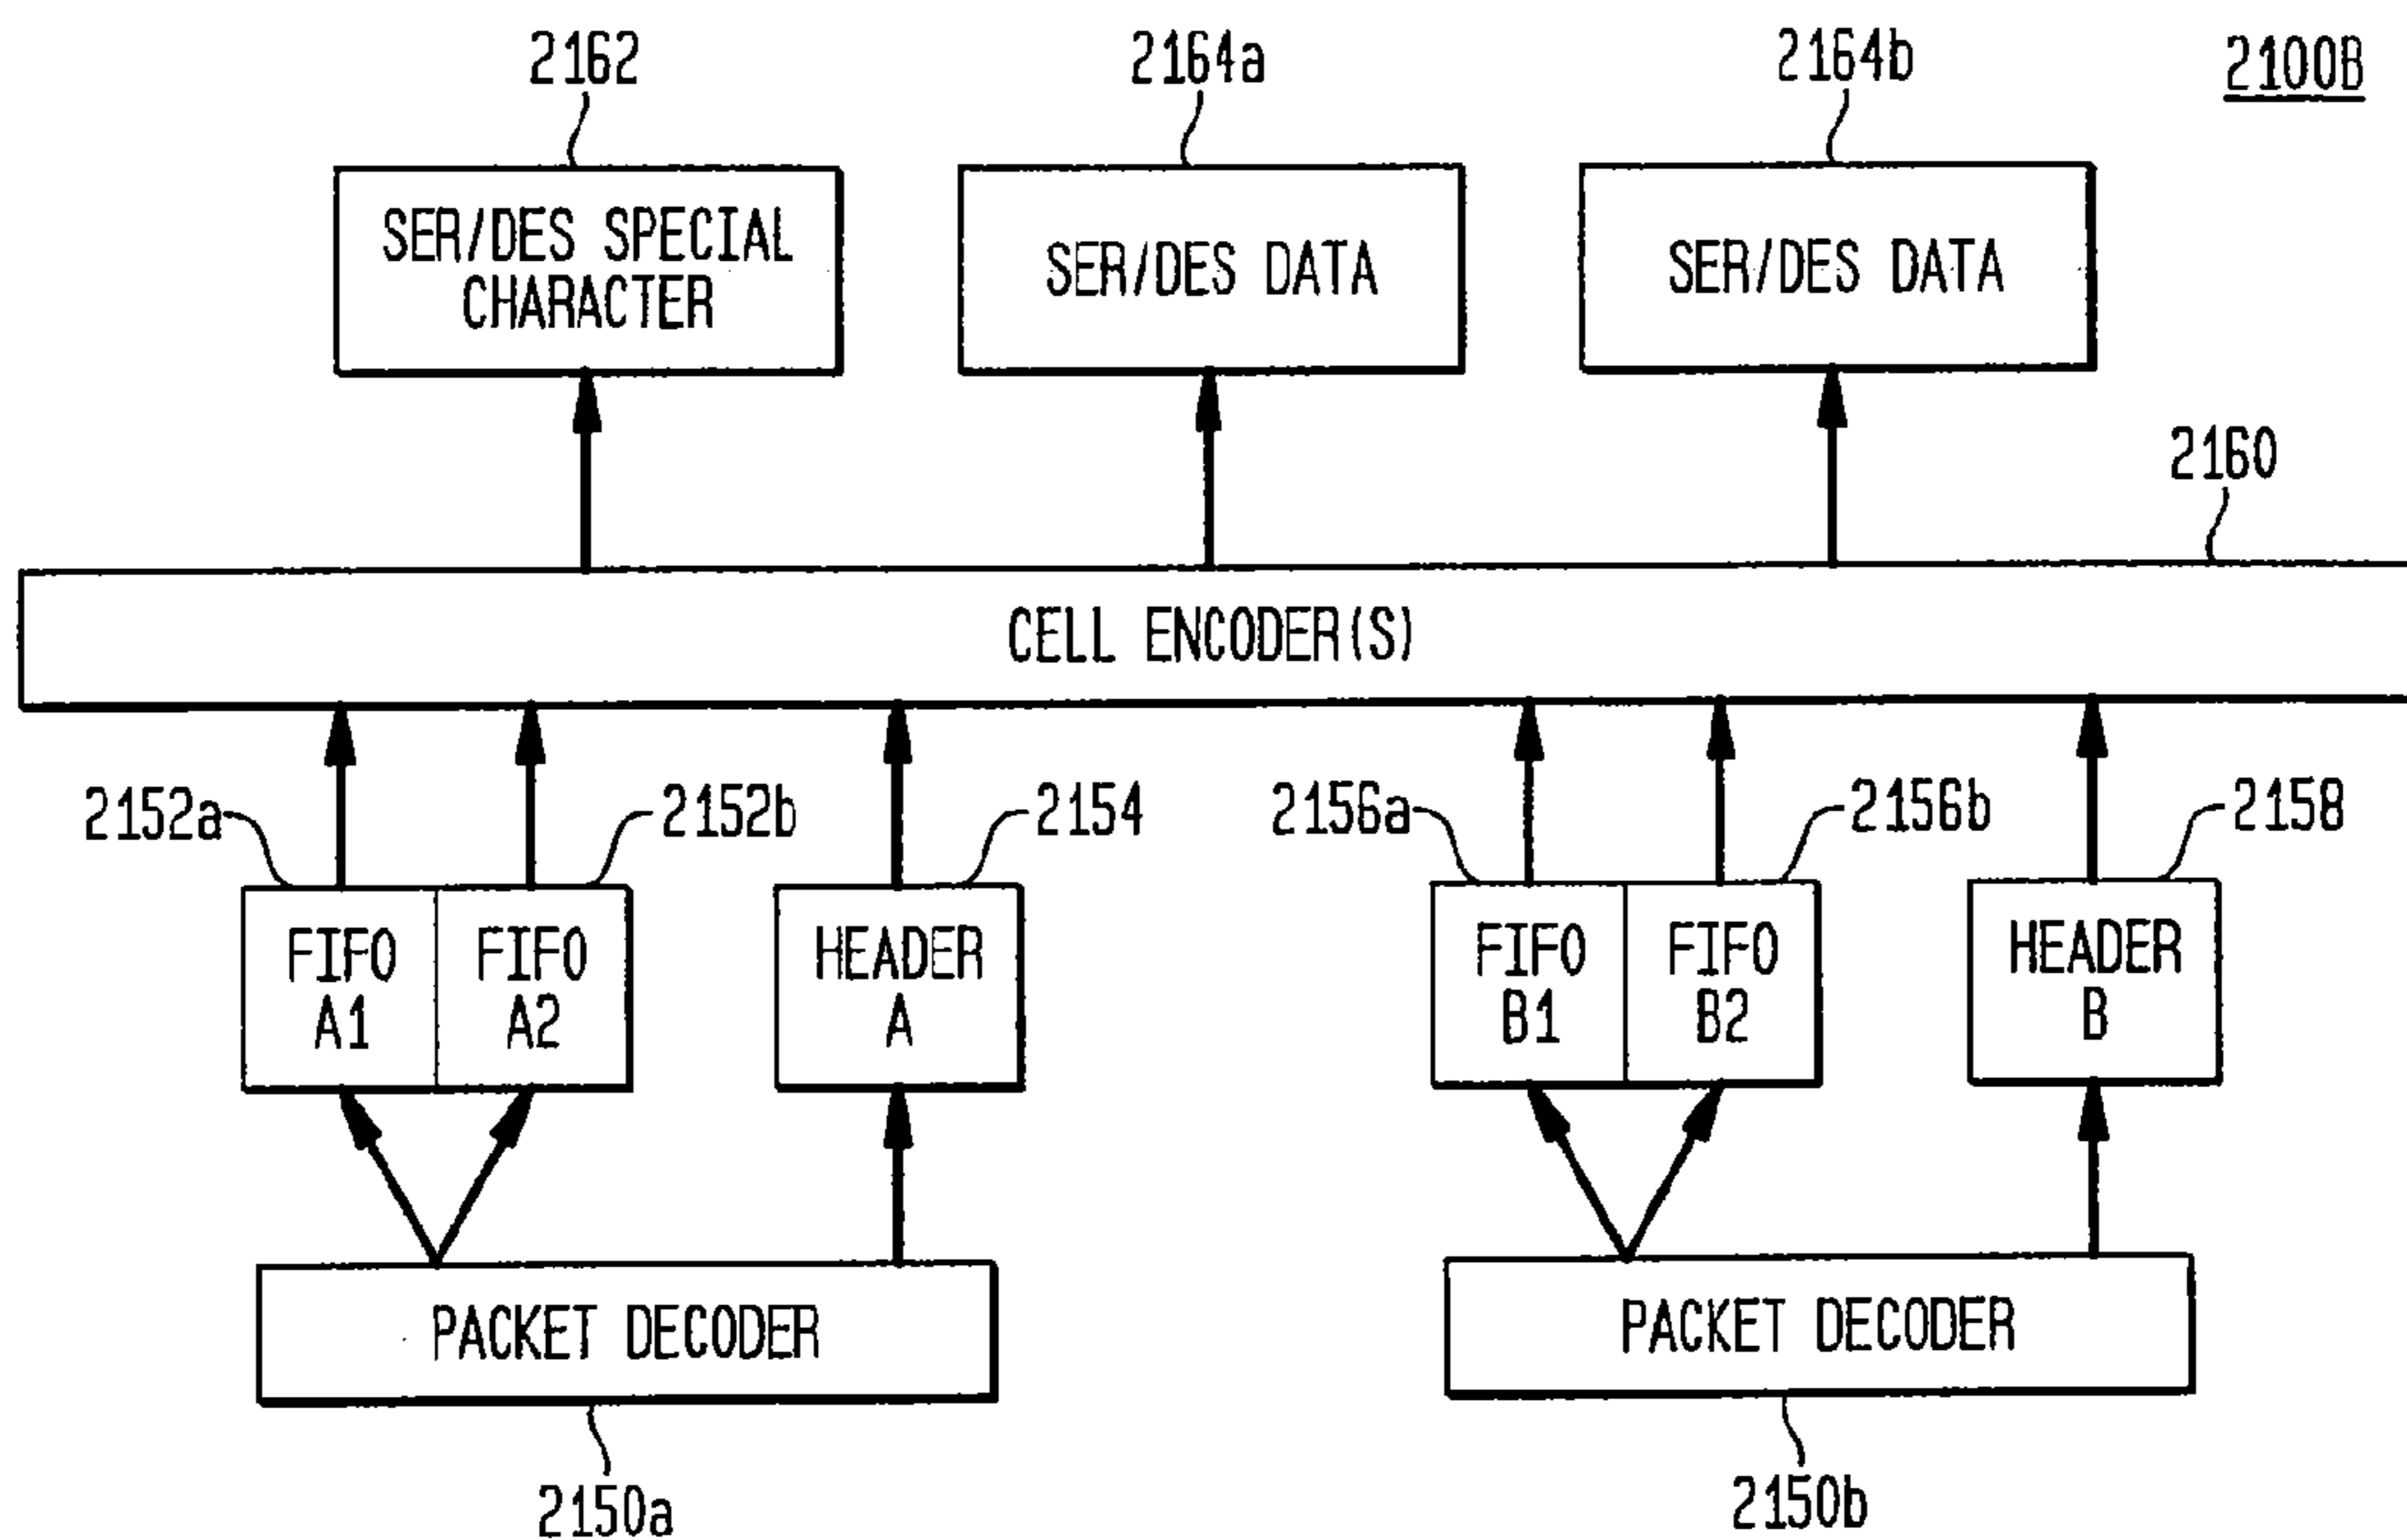 2162
2164a
2164b
2100B
SER/DES SPECIAL
CHARACTER
SER/DES DATA
SER/DES DATA
2160
CELL ENCODER(S)
2152a
2152b
2154
2156a
2156b
2158
FIFO
A1
FIFO
A2
HEADER
A
FIFO
B1
FIFO
B2
HEADER
B
PACKET DECODER
PACKET DECODER
2150a
2150b